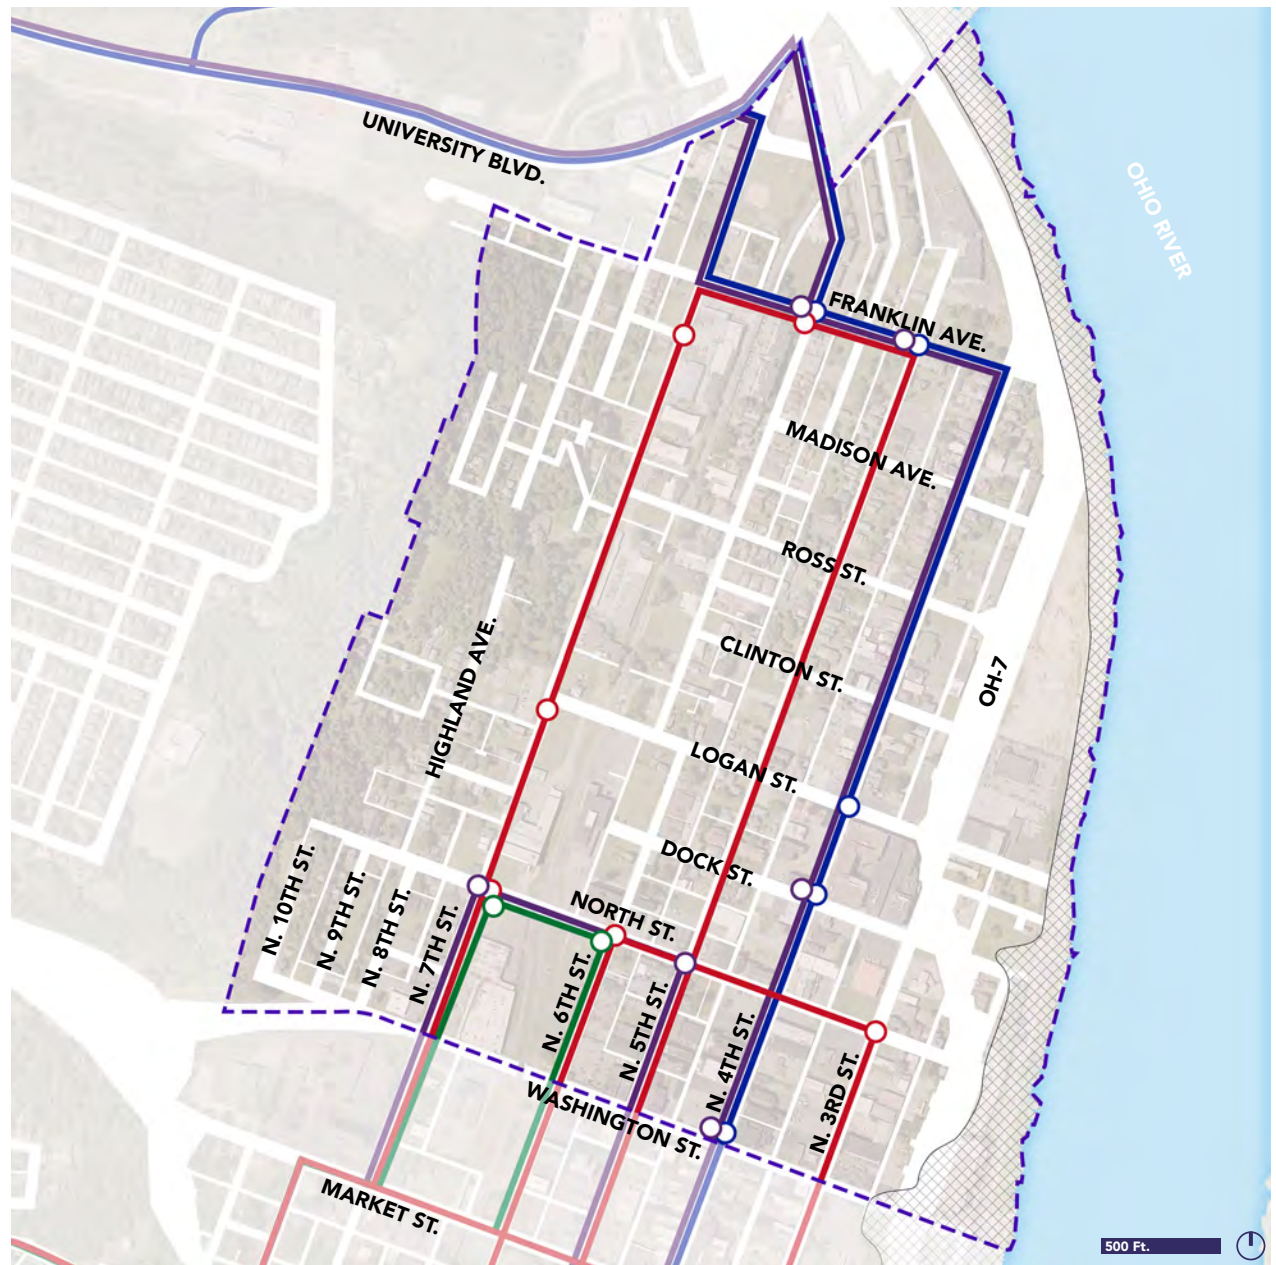 UNIVERSITY BLVD.
OHIO RIVER
FRANKLIN AVE.
MADISON AVE.
ROSS ST.
CLINTON ST.
HIGHLAND AVE.
OH-7
LOGAN ST.
DOCK ST.
N. 10TH ST.
N. 9TH ST.
N. 8TH ST.
N. 7TH ST.
NORTH ST.
N. 6TH ST.
N. 5TH ST.
N. 4TH ST.
N. 3RD ST.
WASHINGTON ST.
MARKET ST.
500 Ft.